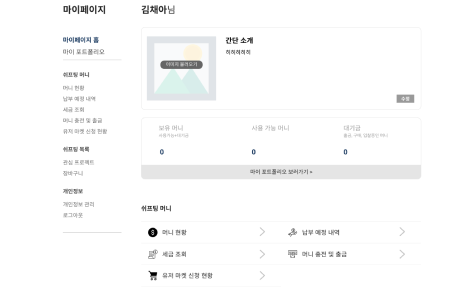 마이페이지
김채아님
마이페이지 홈
마이 포트폴리오
쉬프팅 머니
머니 현황
납부 예정 내역
세금 조회
머니 충전 및 출금
유저 마켓 신청 현황
쉬프팅 목록
관심 프로젝트
장바구니
개인정보
개인정보 관리
로그아웃
이미지 올리오기
간단 소개
히히히히히
수정
보유 머니
사용 가능 머니
대기금
0
0
0
마이 포트폴리오 보러가기 »
쉬프팅 머니
머니 현황
납부 예정 내역
세금 조회
머니 충전 및 출금
유저 마켓 신청 현황